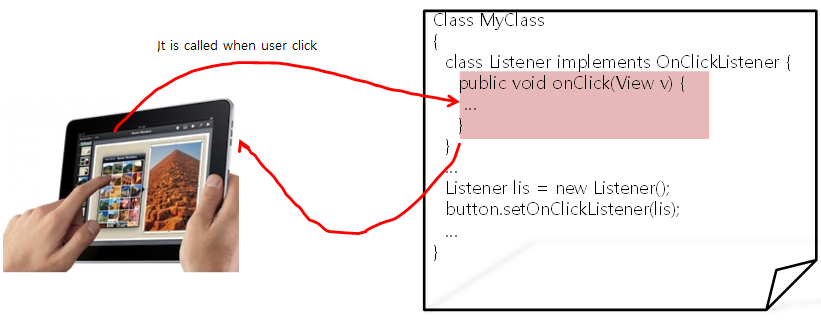 Jt is called when user click
Class MyClass
{
class Listener implements OnClickListener {
public void onClick(View v) {
...
}
}
...
Listener lis = new Listener();
button.setOnClickListener(lis);
...
}